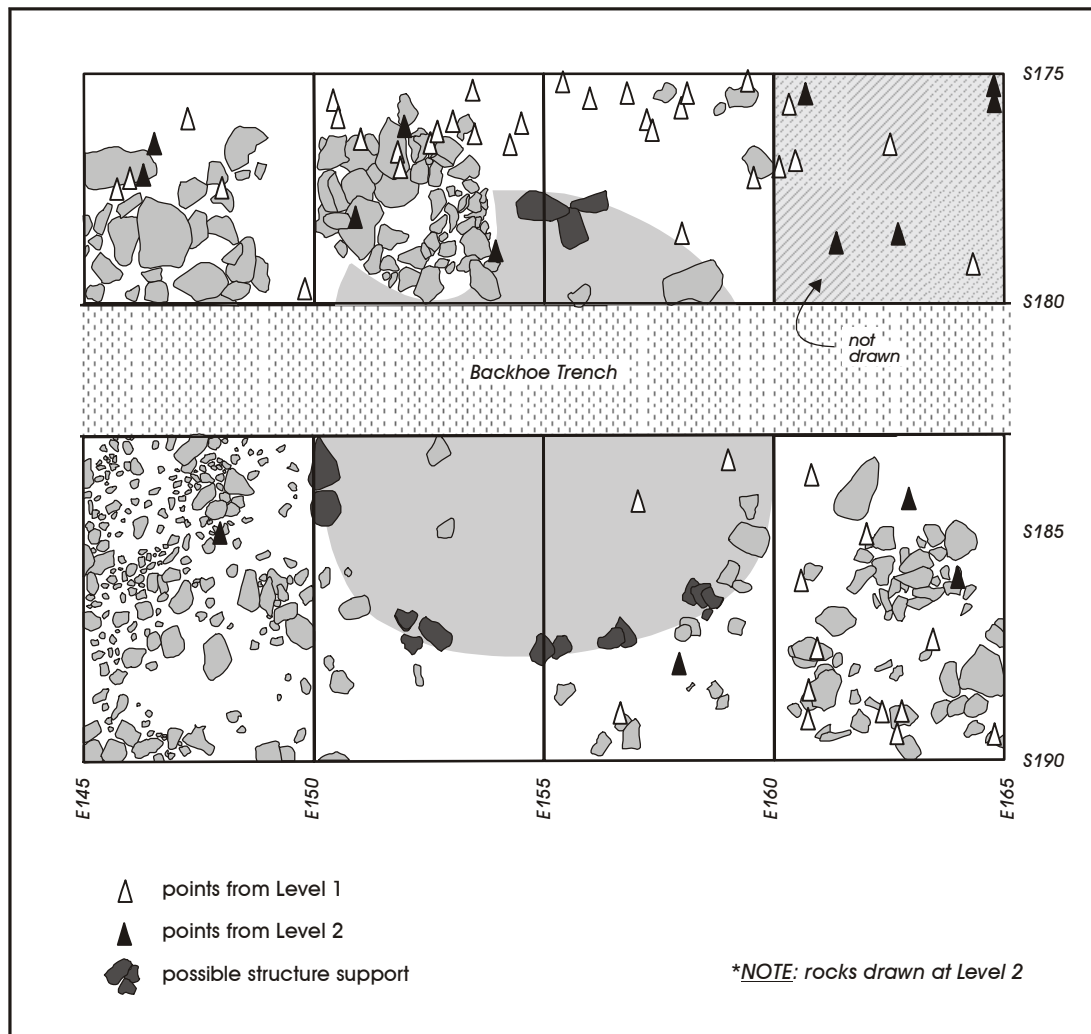 S175
S180
not
drawn
Backhoe Trench
S185
S190
E145
E150
E155
E160
E165
points from Level 1
points from Level 2
possible structure support
*NOTE: rocks drawn at Level 2